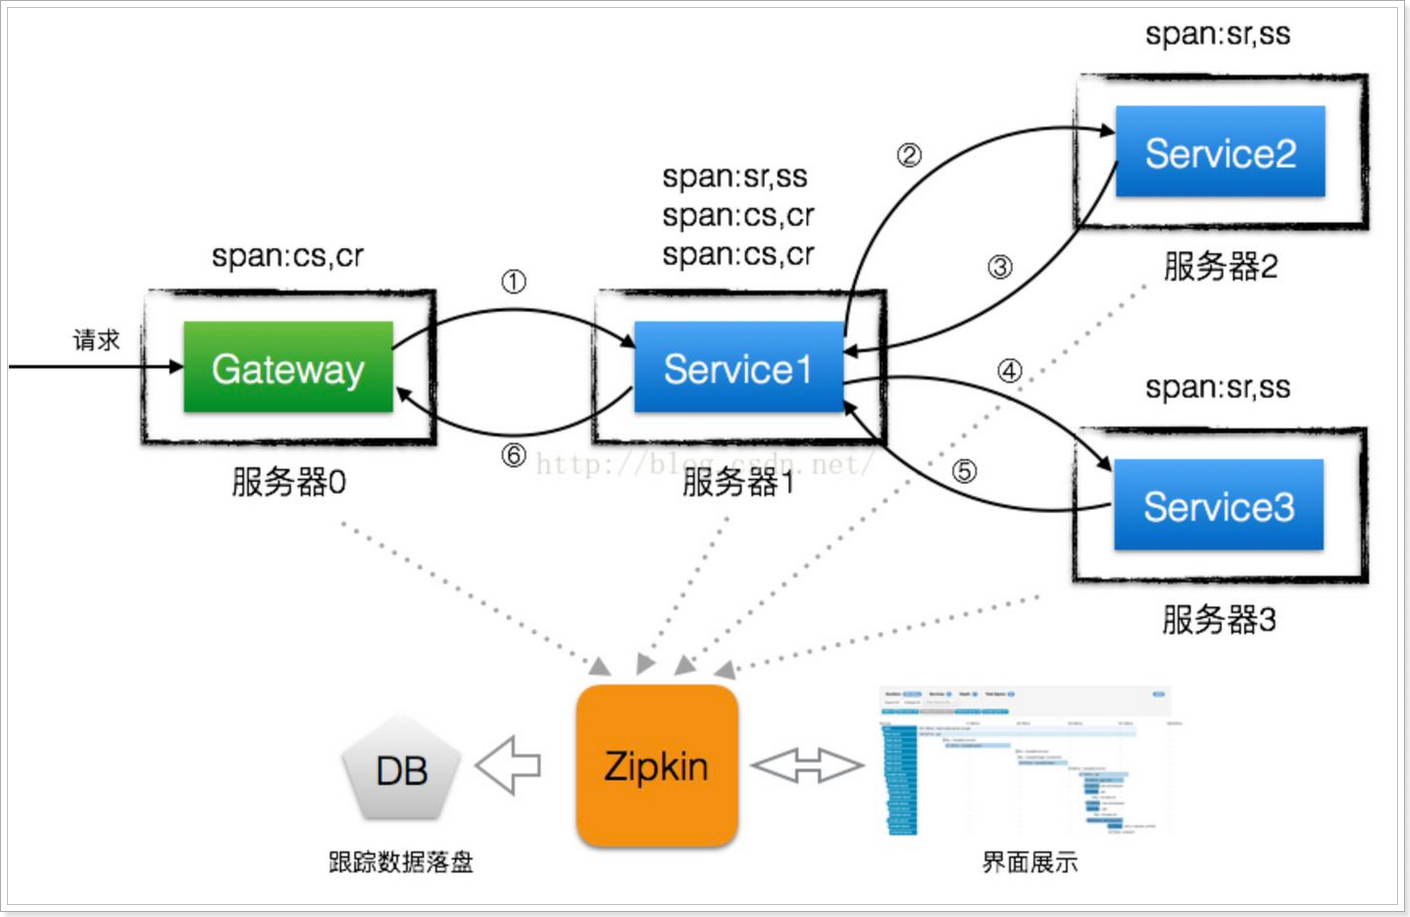 span:sr,ss
Service2
服务器2
②
③
span:sr,ss
span:cs,cr
span:cs,cr
span:cs,cr
①
请求
Gateway
Service1
⑥
服务器0
服务器1
http://blog.csdn.net/
④
⑤
span:sr,ss
Service3
服务器3
DB
Zipkin
跟踪数据落盘
界面展示